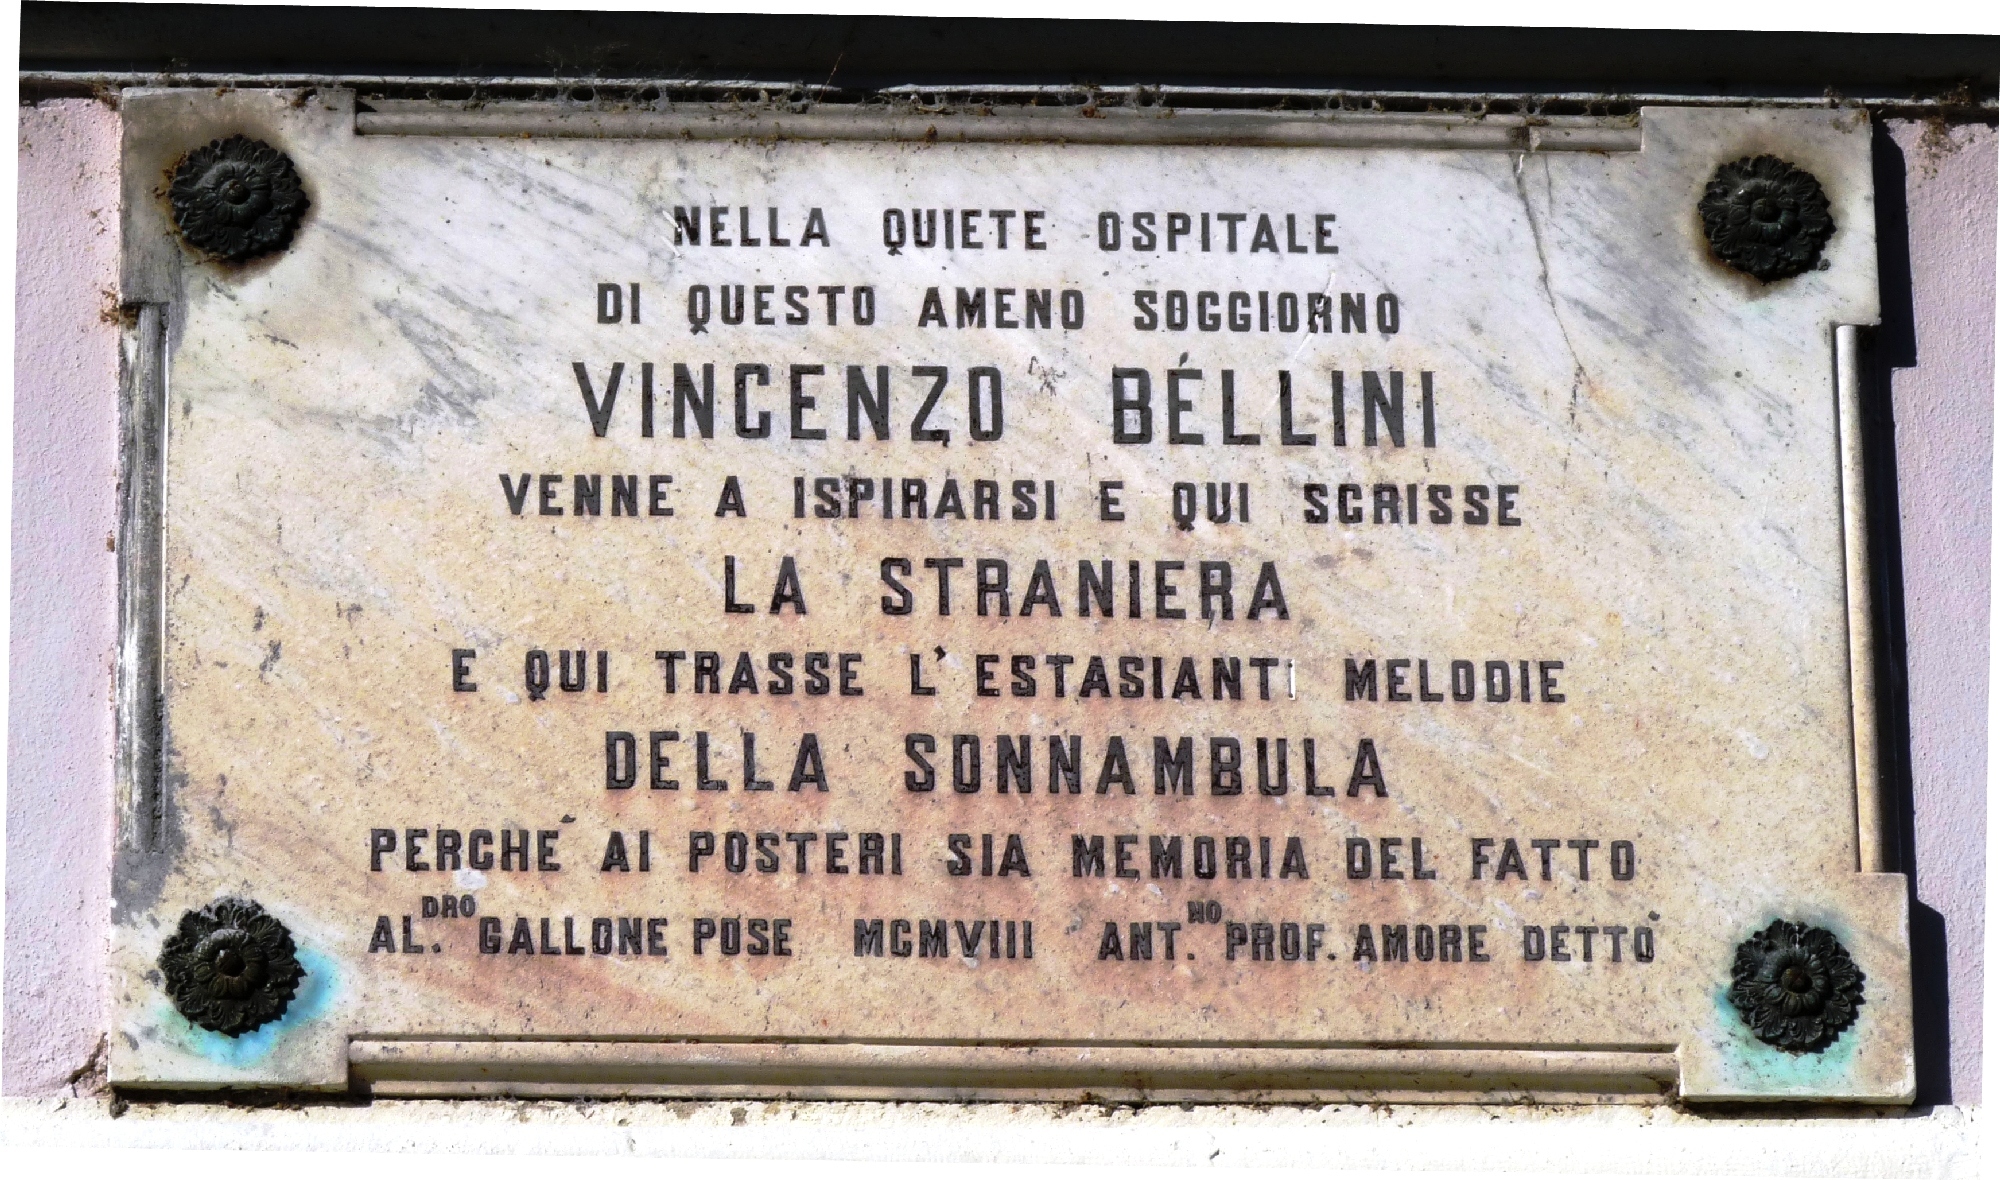 NELLA QUIETE OSPITALE
DI QUESTO AMENO SOGGIORNO
VINCENZO BELLINI
VENNE A ISPIRARSI E QUI SCRISSE
LA STRANIERA
E QUI TRASSE L'ESTASIANTI MELODIE
DELLA SONNAMBULA
PERCHÉ AI POSTERI SIA MEMORIA DEL FATTO
AL.DRO GALLONE POSE MCMVIII ANT.NO PROF. AMORE DETTO